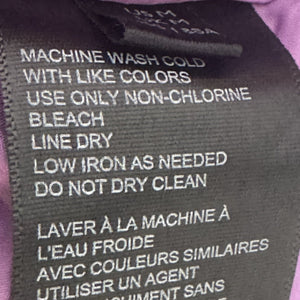 MACHINE WASH COLD
WITH LIKE COLORS
USE ONLY NON-CHLORINE
BLEACH
LINE DRY
LOW IRON AS NEEDED
DO NOT DRY CLEAN
LAVER À LA MACHINE À
L'EAU FROIDE
AVEC COULEURS SIMILAIRES
UTILISER UN AGENT
SANS